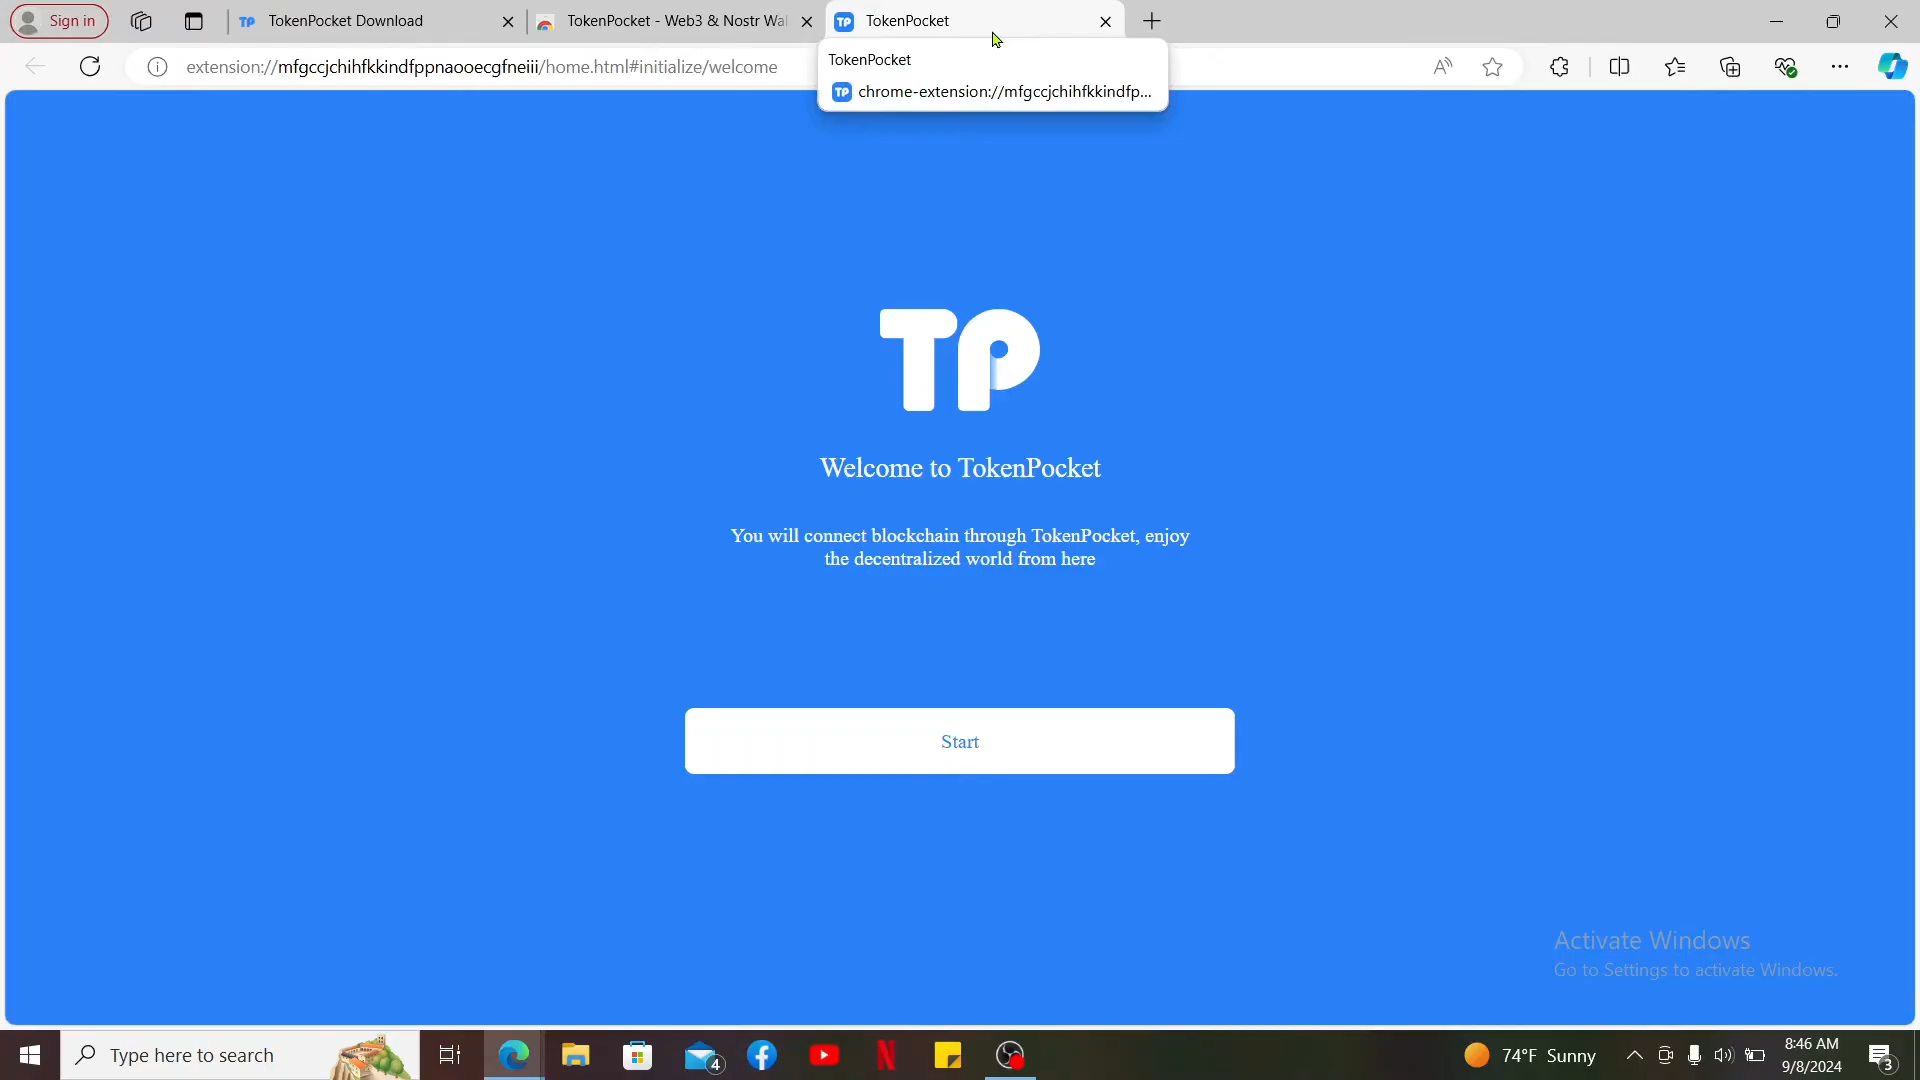 Sign in
TokenPocket Download
TokenPocket - Web3 & Nostr Wal
TokenPocket
extension://mfgccjchihfkkindfppnaooecgfneiii/home.html#initialize/welcome
TokenPocket
chrome-extension://mfgccjchihfkkindfp...
TP
Welcome to TokenPocket
You will connect blockchain through TokenPocket, enjoy
the decentralized world from here
Start
Activate Windows
Go to Settings to activate Windows.
Type here to search
4
74°F Sunny
8:46 AM
9/8/2024
3